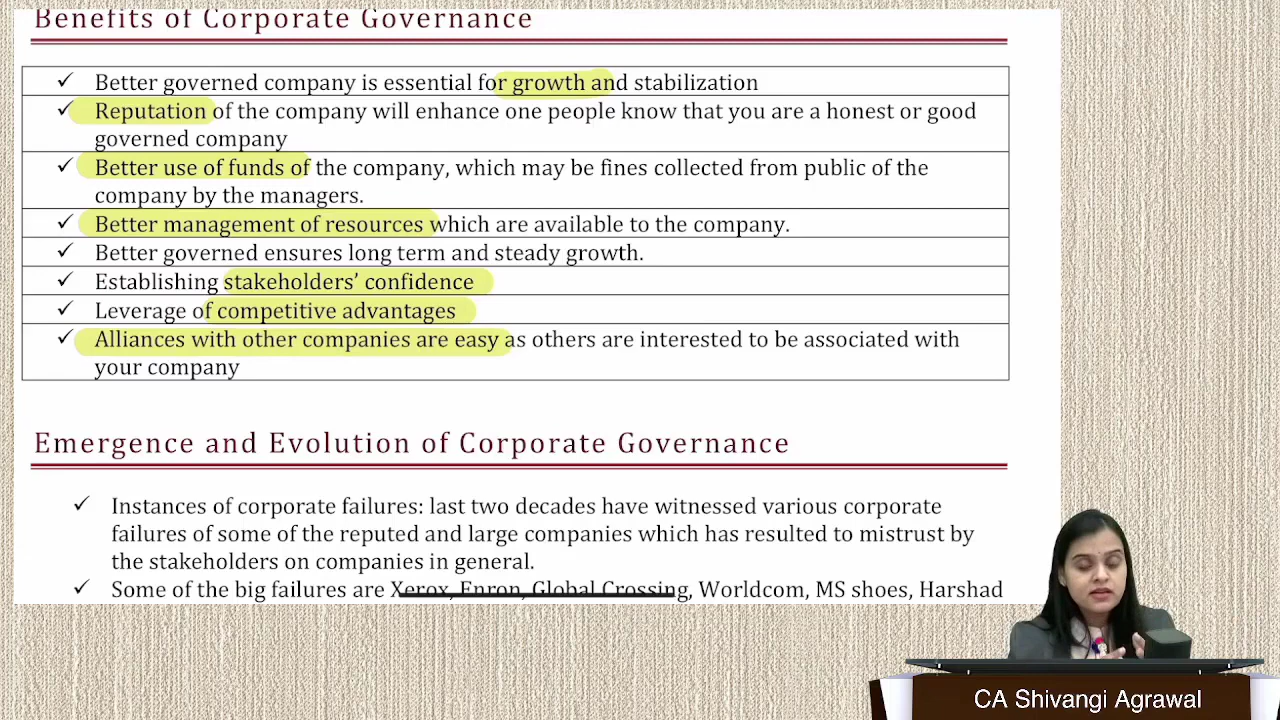 Benefits of Corporate Governance
✓ Better governed company is essential for growth and stabilization
✓ Reputation of the company will enhance one people know that you are a honest or good
governed company
✓ Better use of funds of the company, which may be fines collected from public of the
company by the managers.
✓ Better management of resources which are available to the company.
✓ Better governed ensures long term and steady growth.
✓ Establishing stakeholders’ confidence
✓ Leverage of competitive advantages
✓ Alliances with other companies are easy as others are interested to be associated with
your company
Emergence and Evolution of Corporate Governance
✓ Instances of corporate failures: last two decades have witnessed various corporate
failures of some of the reputed and large companies which has resulted to mistrust by
the stakeholders on companies in general.
✓ Some of the big failures are Xerox, Enron, Global Crossing, Worldcom, MS shoes, Harshad
CA Shivangi Agrawal